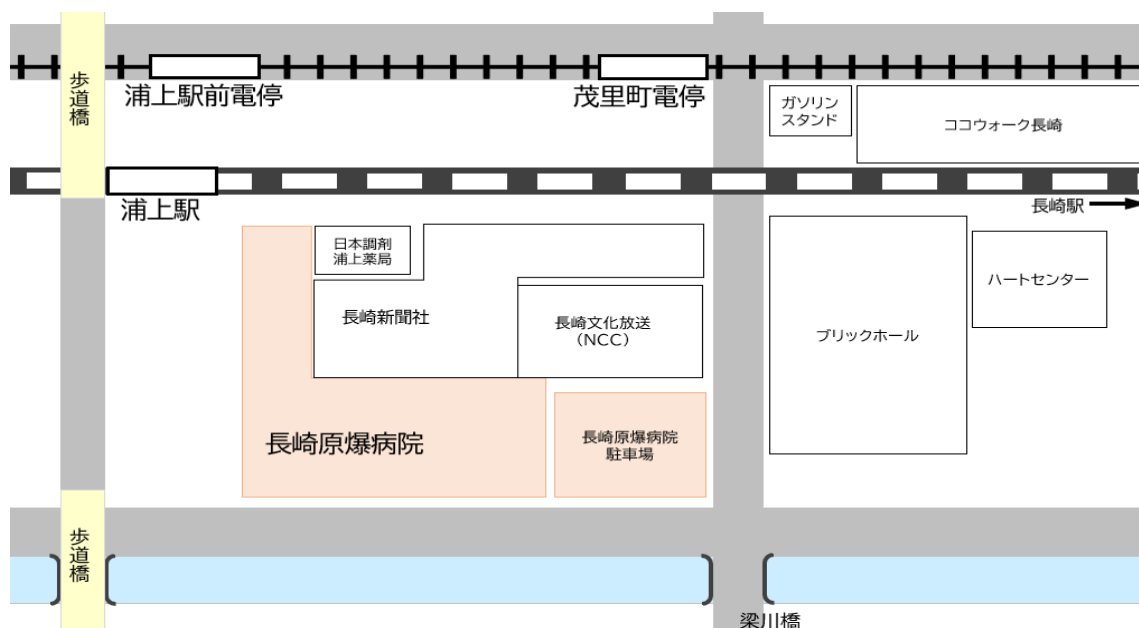 歩道橋
浦上駅前電停
茂里町電停
ガソリン
スタンド
ココウォーク長崎
長崎駅
浦上駅
日本調剤
浦上薬局
長崎新聞社
長崎文化放送
(NCC)
ブリックホール
ハートセンター
長崎原爆病院
長崎原爆病院
駐車場
歩道橋
梁川橋